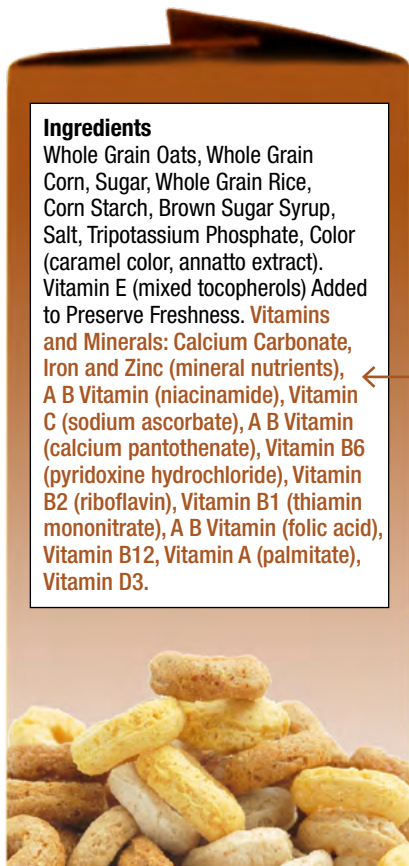 Ingredients
Whole Grain Oats, Whole Grain
Corn, Sugar, Whole Grain Rice,
Corn Starch, Brown Sugar Syrup,
Salt, Tripotassium Phosphate, Color
(caramel color, annatto extract).
Vitamin E (mixed tocopherols) Added
to Preserve Freshness. Vitamins
and Minerals: Calcium Carbonate,
Iron and Zinc (mineral nutrients),
A B Vitamin (niacinamide), Vitamin
C (sodium ascorbate), A B Vitamin
(calcium pantothenate), Vitamin B6
(pyridoxine hydrochloride), Vitamin
B2 (riboflavin), Vitamin B1 (thiamin
mononitrate), A B Vitamin (folic acid),
Vitamin B12, Vitamin A (palmitate),
Vitamin D3.